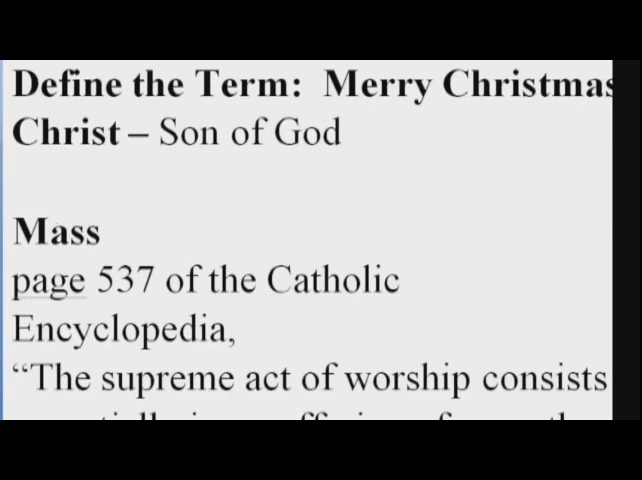 Define the Term: Merry Christmas
Christ – Son of God
Mass
page 537 of the Catholic
Encyclopedia,
“The supreme act of worship consists